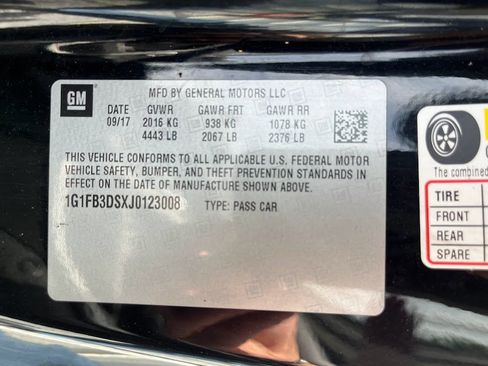 GM
MFD BY GENERAL MOTORS LLC
DATE GVWR GAWR FRT GAWR RR
09/17 2016 KG 938 KG 1078 KG
4443 LB 2067 LB 2376 LB
THIS VEHICLE CONFORMS TO ALL APPLICABLE U.S. FEDERAL MOTOR
VEHICLE SAFETY, BUMPER, AND THEFT PREVENTION STANDARDS IN
EFFECT ON THE DATE OF MANUFACTURE SHOWN ABOVE.
1G1FB3DSXJ0123008 TYPE: PASS CAR
The combined
TIRE
FRONT
REAR
SPARE